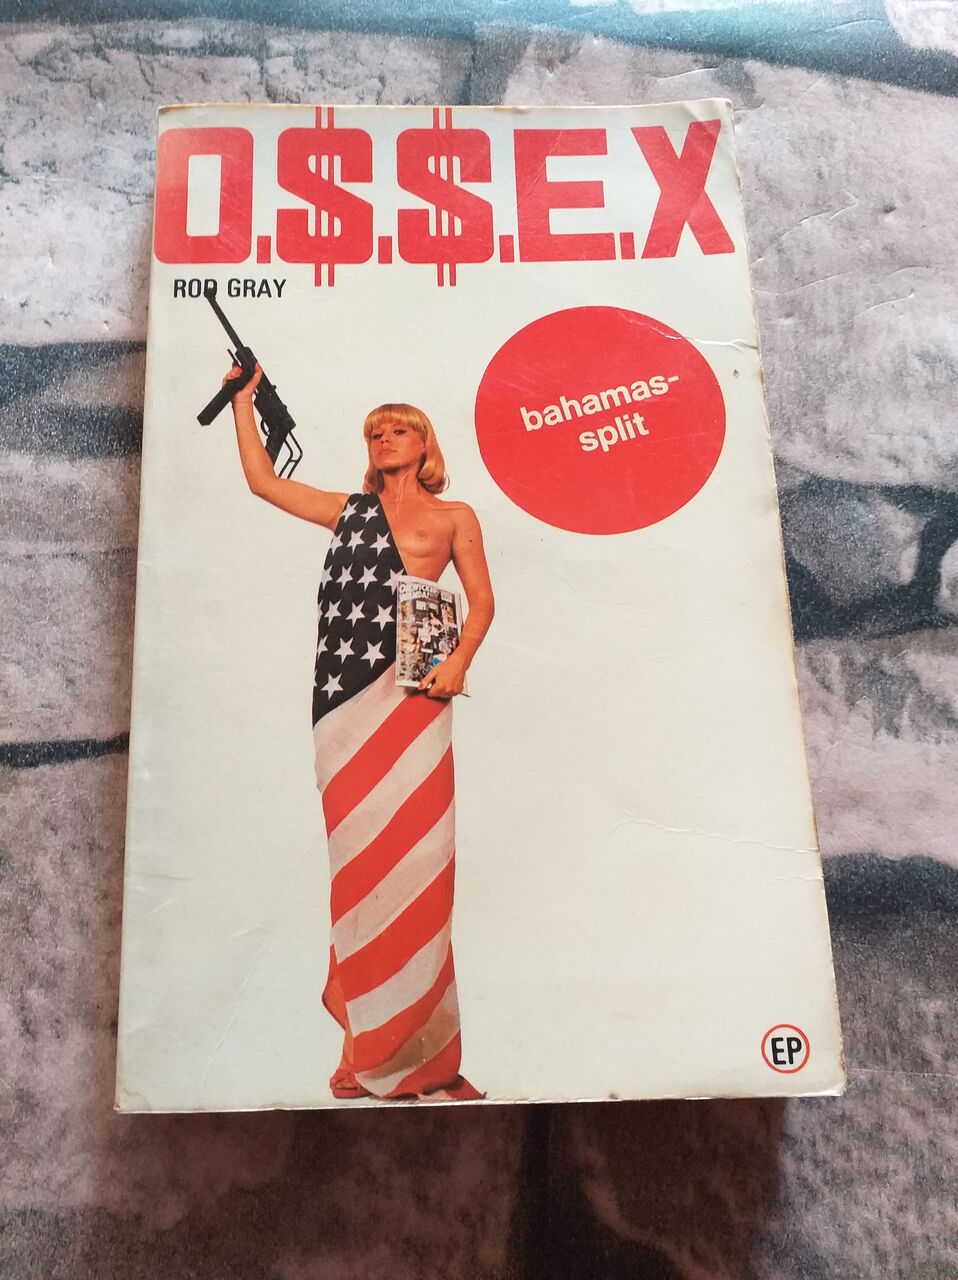 O.$.$.E.X
ROD GRAY
bahamas-
split
EP